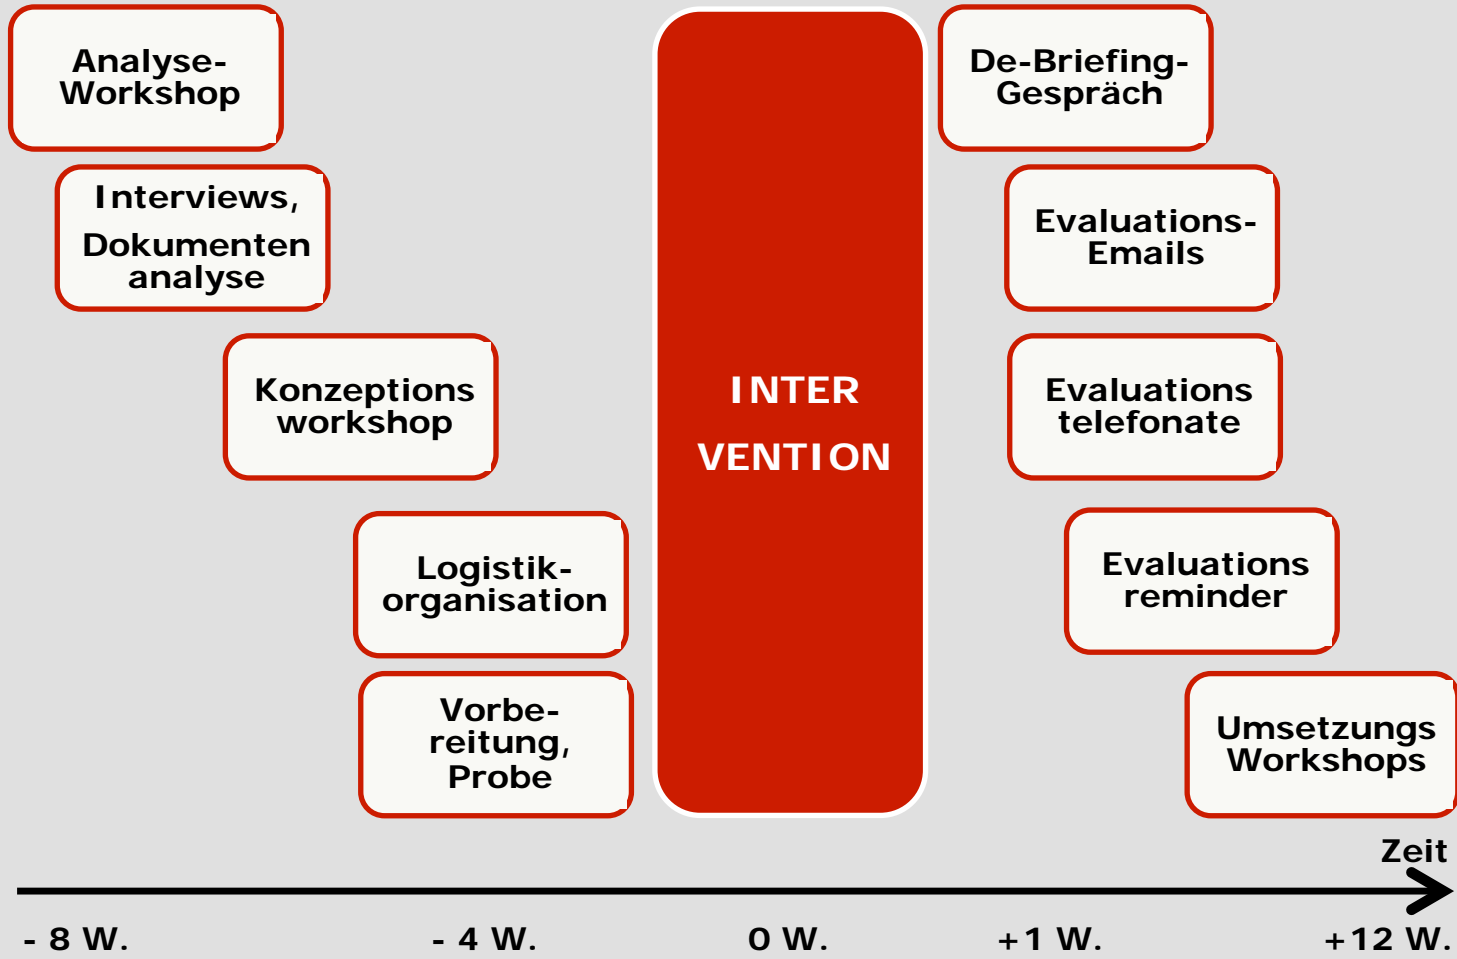 Analyse-
Workshop
Interviews,
Dokumenten
analyse
Konzeptions
workshop
Logistik-
organisation
Vorbe-
reitung,
Probe
INTER
VENTION
De-Briefing-
Gespräch
Evaluations-
Emails
Evaluations
telefonate
Evaluations
reminder
Umsetzungs
Workshops
Zeit
- 8 W.
- 4 W.
0 W.
+1 W.
+12 W.